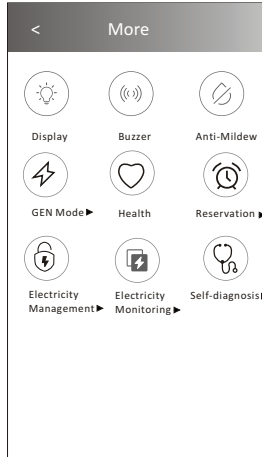 < More
Display Buzzer Anti-Mildew
GEN Mode▶ Health Reservation ▶
Electricity Electricity Self-diagnosis▶
Management▶ Monitoring▶